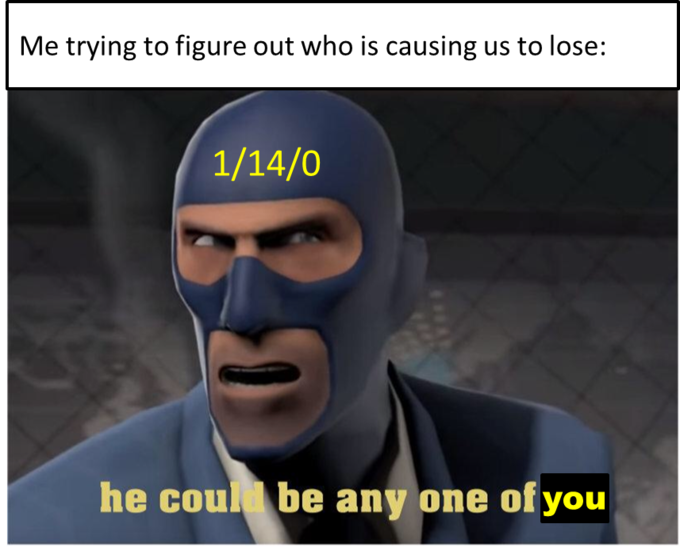 Me trying to figure out who is causing us to lose:
1/14/0
he could be any one of you